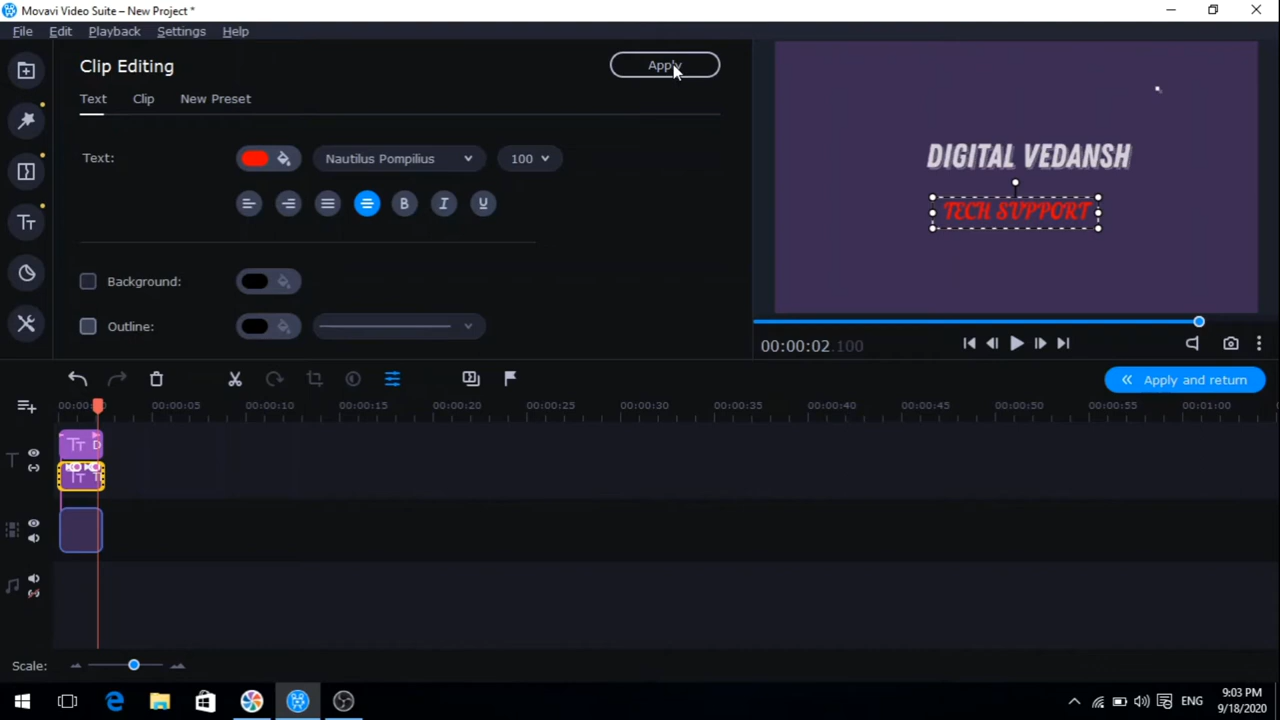 Movavi Video Suite – New Project *
File Edit Playback Settings Help
Clip Editing
Apply
Text Clip New Preset
Text:
Nautilus Pompilius
100
B I U
Background:
Outline:
DIGITAL VEDANSH
TECH SUPPORT
00:00:02.100
Apply and return
00:00:05 00:00:10 00:00:15 00:00:20 00:00:25 00:00:30 00:00:35 00:00:40 00:00:45 00:00:50 00:00:55 00:01:00
Tт D
Tт
Scale:
ENG
9:03 PM
9/18/2020